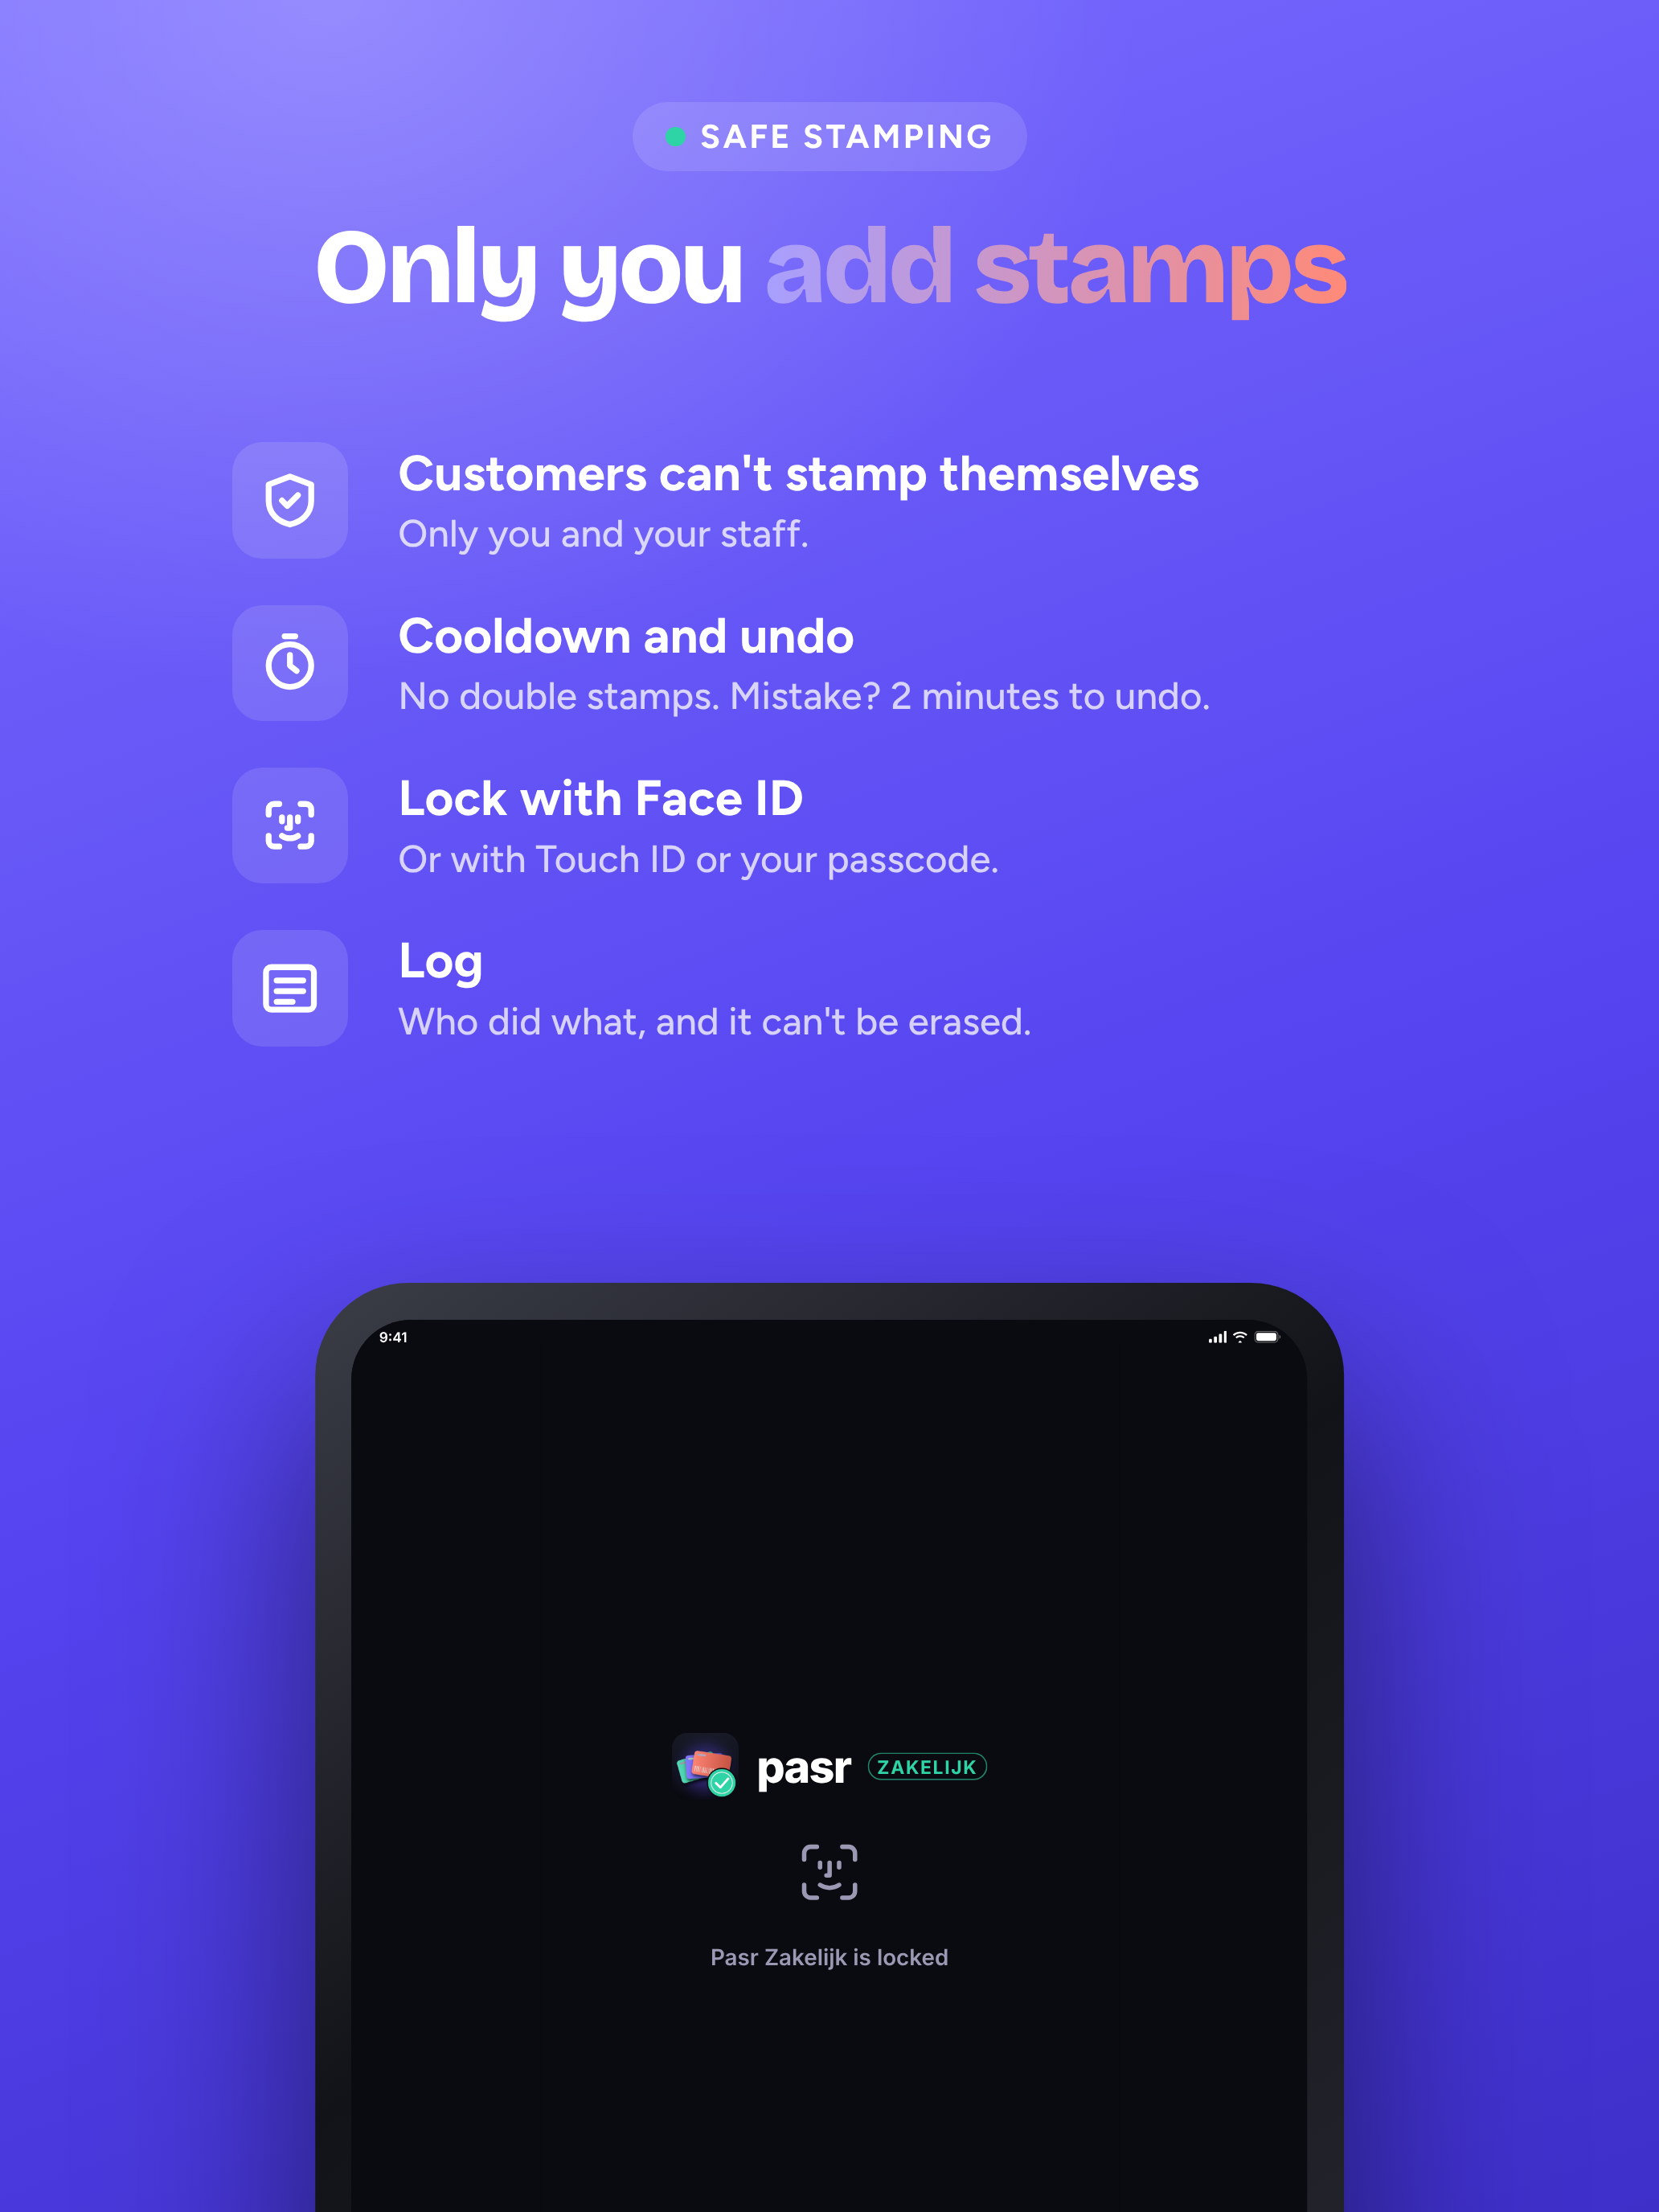 SAFE STAMPING
Only you add stamps
Customers can't stamp themselves
Only you and your staff.
Cooldown and undo
No double stamps. Mistake? 2 minutes to undo.
Lock with Face ID
Or with Touch ID or your passcode.
Log
Who did what, and it can't be erased.
9:41
pasr ZAKELIJK
Pasr Zakelijk is locked